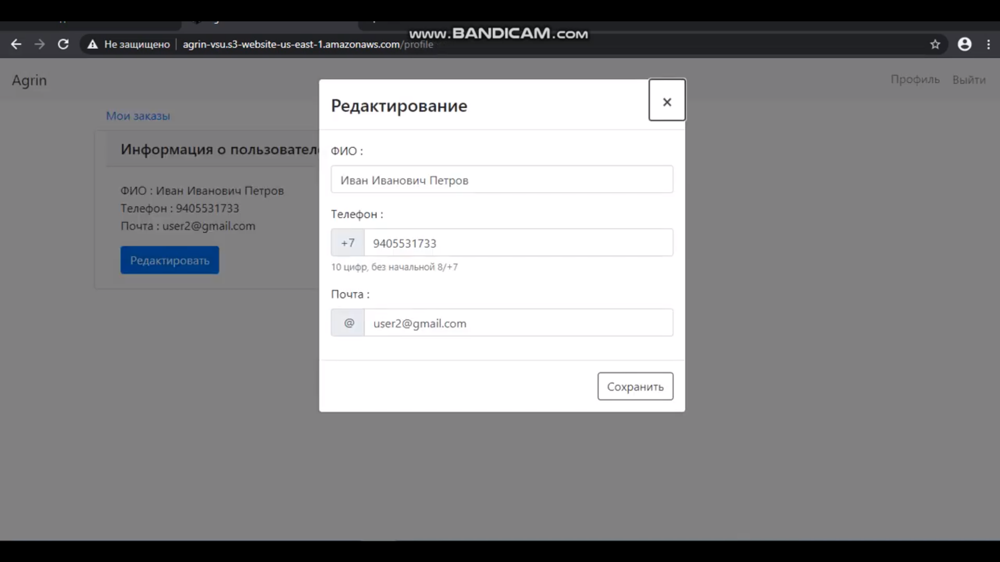 www.BANDICAM.com
Не защищено agrin-vsu.s3-website-us-east-1.amazonaws.com/profile
Agrin
Профиль Выйти
Мои заказы
Информация о пользовател
ФИО : Иван Иванович Петров
Телефон : 9405531733
Почта : user2@gmail.com
Редактировать
Редактирование
×
ФИО :
Иван Иванович Петров
Телефон :
+7 9405531733
10 цифр, без начальной 8/+7
Почта :
@ user2@gmail.com
Сохранить